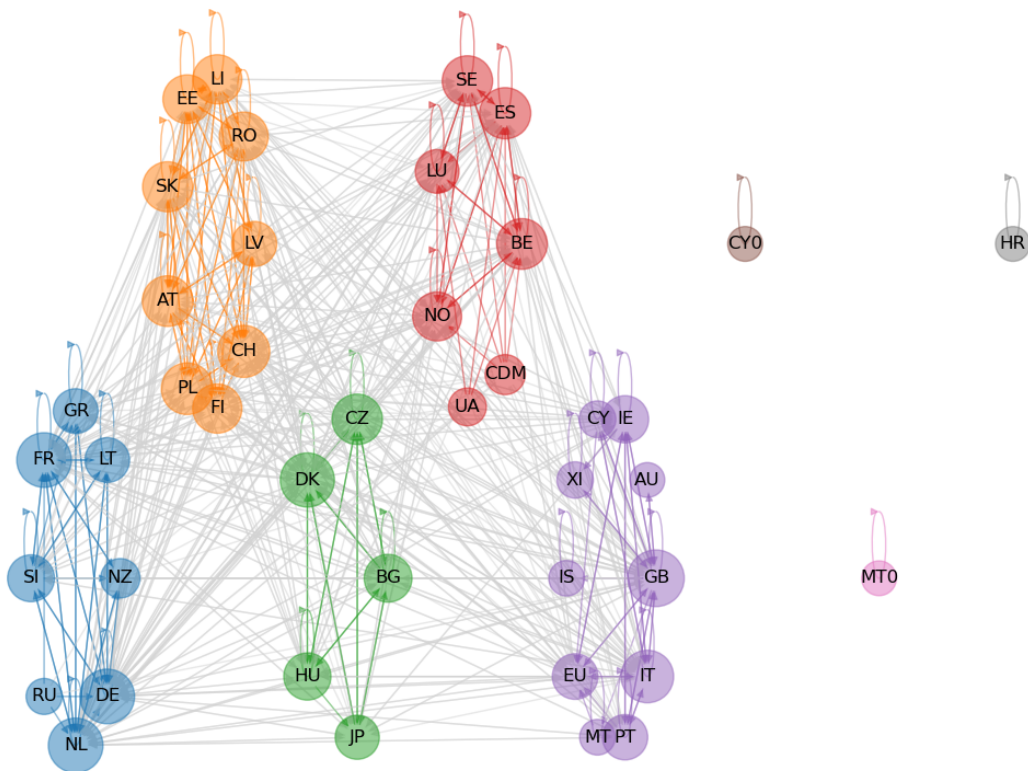 LI
SE
EE
ES
RO
LU
SK
LV
BE
CY0
HR
AT
NO
CH
CDM
PL
FI
UA
GR
CZ
CY
IE
FR
LT
DK
XI
AU
SI
NZ
BG
IS
GB
MT0
HU
EU
IT
RU
DE
NL
JP
MT
PT